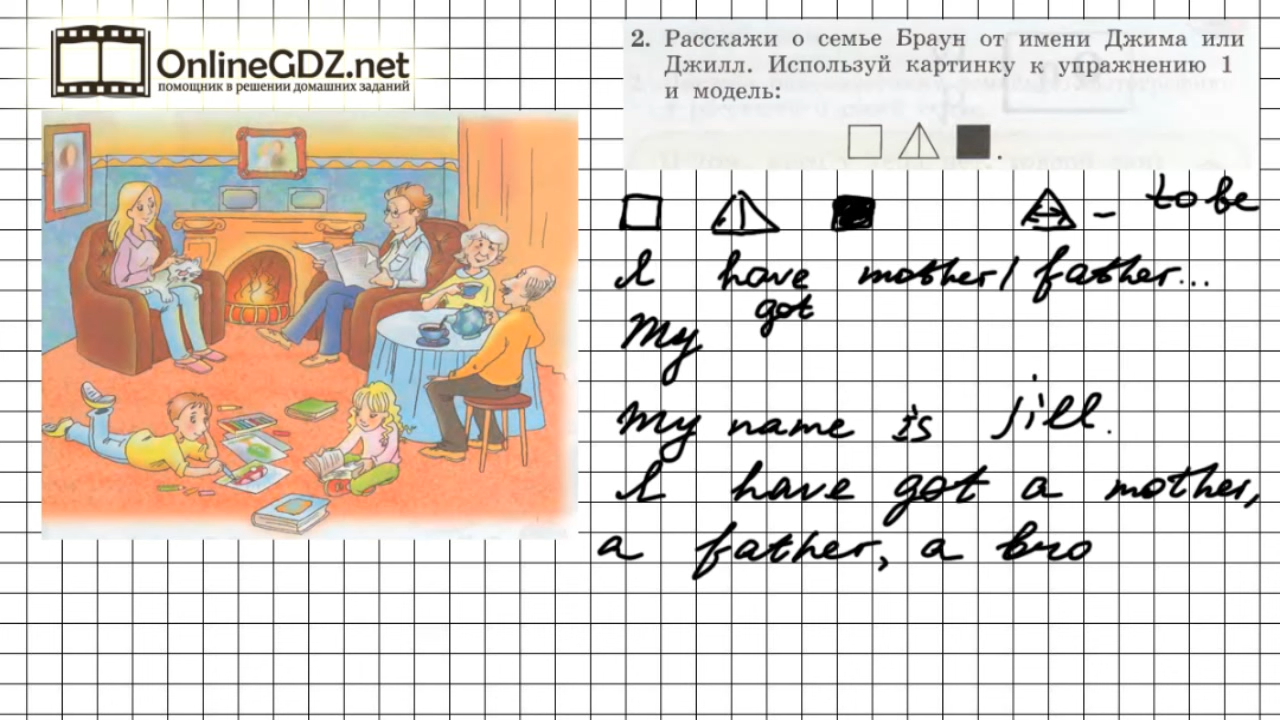 OnlineGDZ.net
помощник в решении домашних заданий
2. Расскажи о семье Браун от имени Джима или
Джилл. Используй картинку к упражнению 1
и модель:
- to be
I have mother/ father...
got
My
My name is Jill.
I have got a mother,
a father, a bro